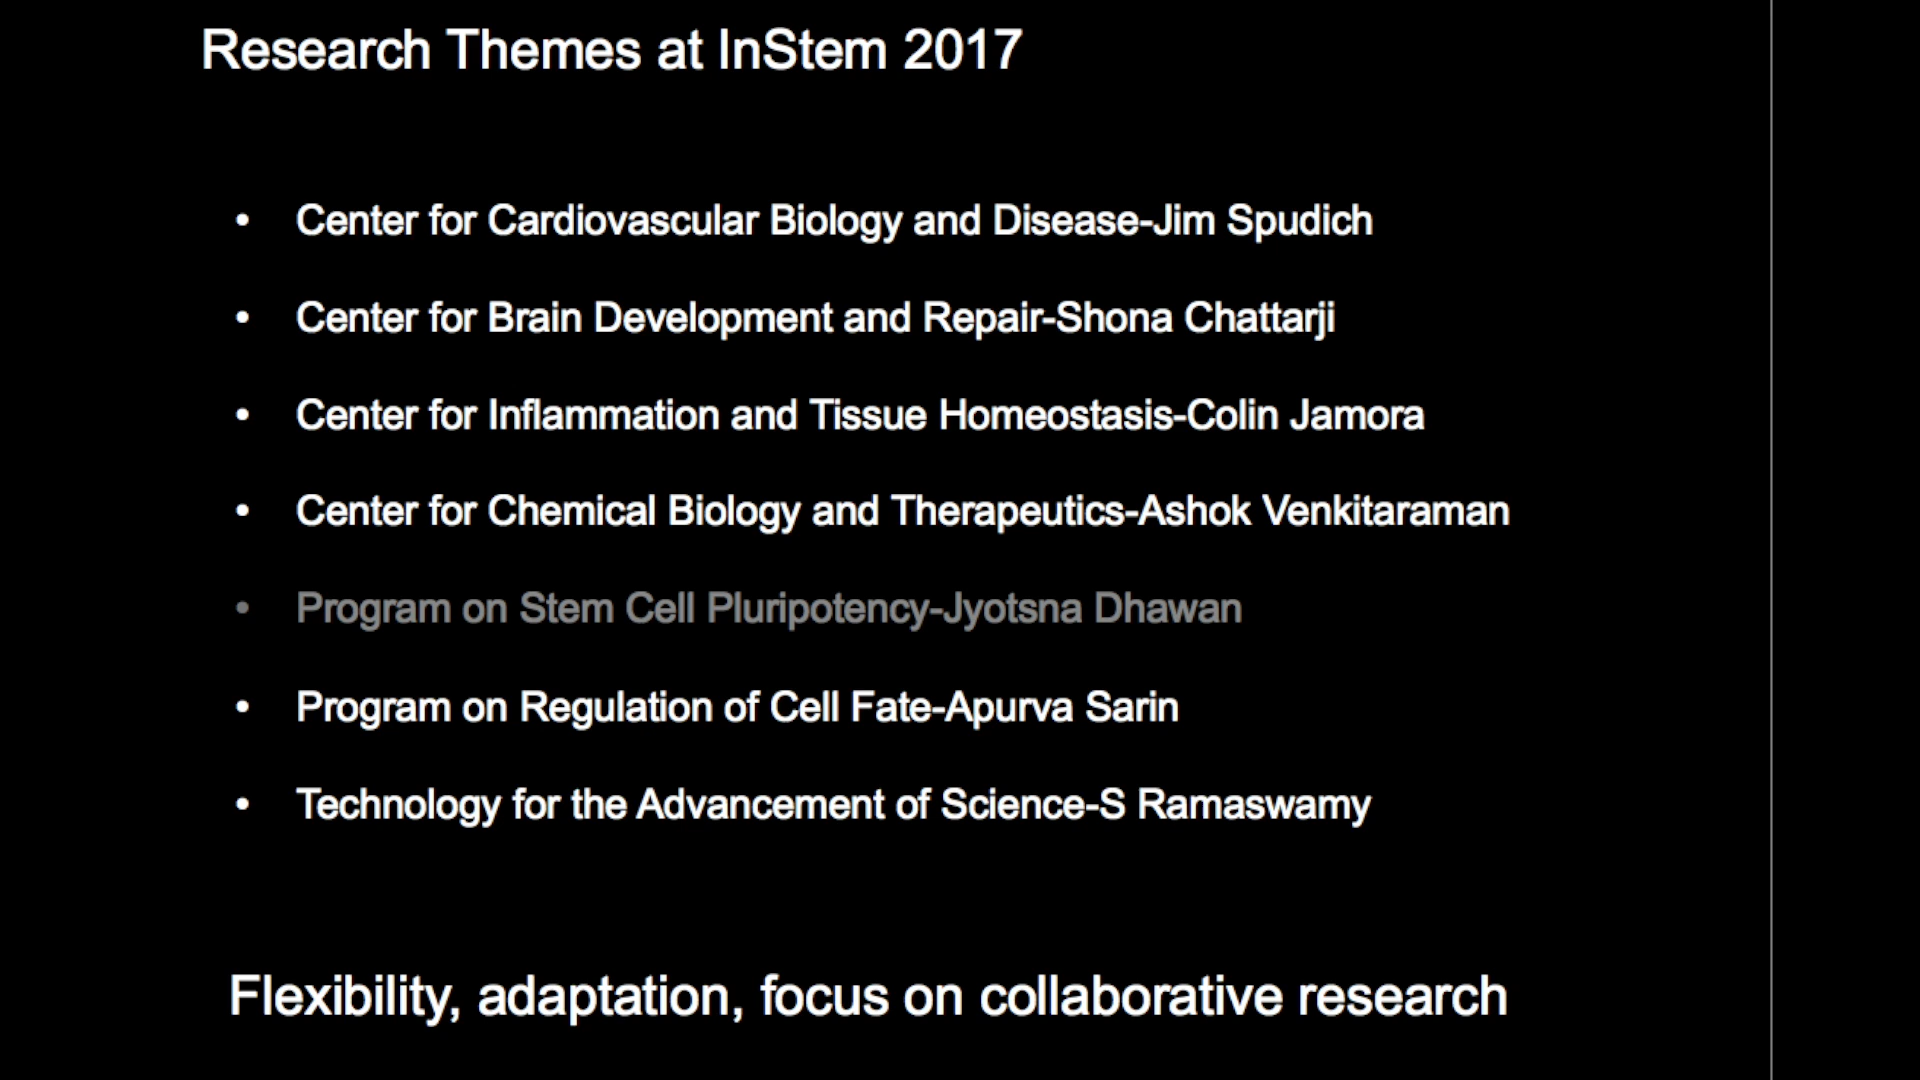 Research Themes at InStem 2017
• Center for Cardiovascular Biology and Disease-Jim Spudich
• Center for Brain Development and Repair-Shona Chattarji
• Center for Inflammation and Tissue Homeostasis-Colin Jamora
• Center for Chemical Biology and Therapeutics-Ashok Venkitaraman
• Program on Stem Cell Pluripotency-Jyotsna Dhawan
• Program on Regulation of Cell Fate-Apurva Sarin
• Technology for the Advancement of Science-S Ramaswamy
Flexibility, adaptation, focus on collaborative research